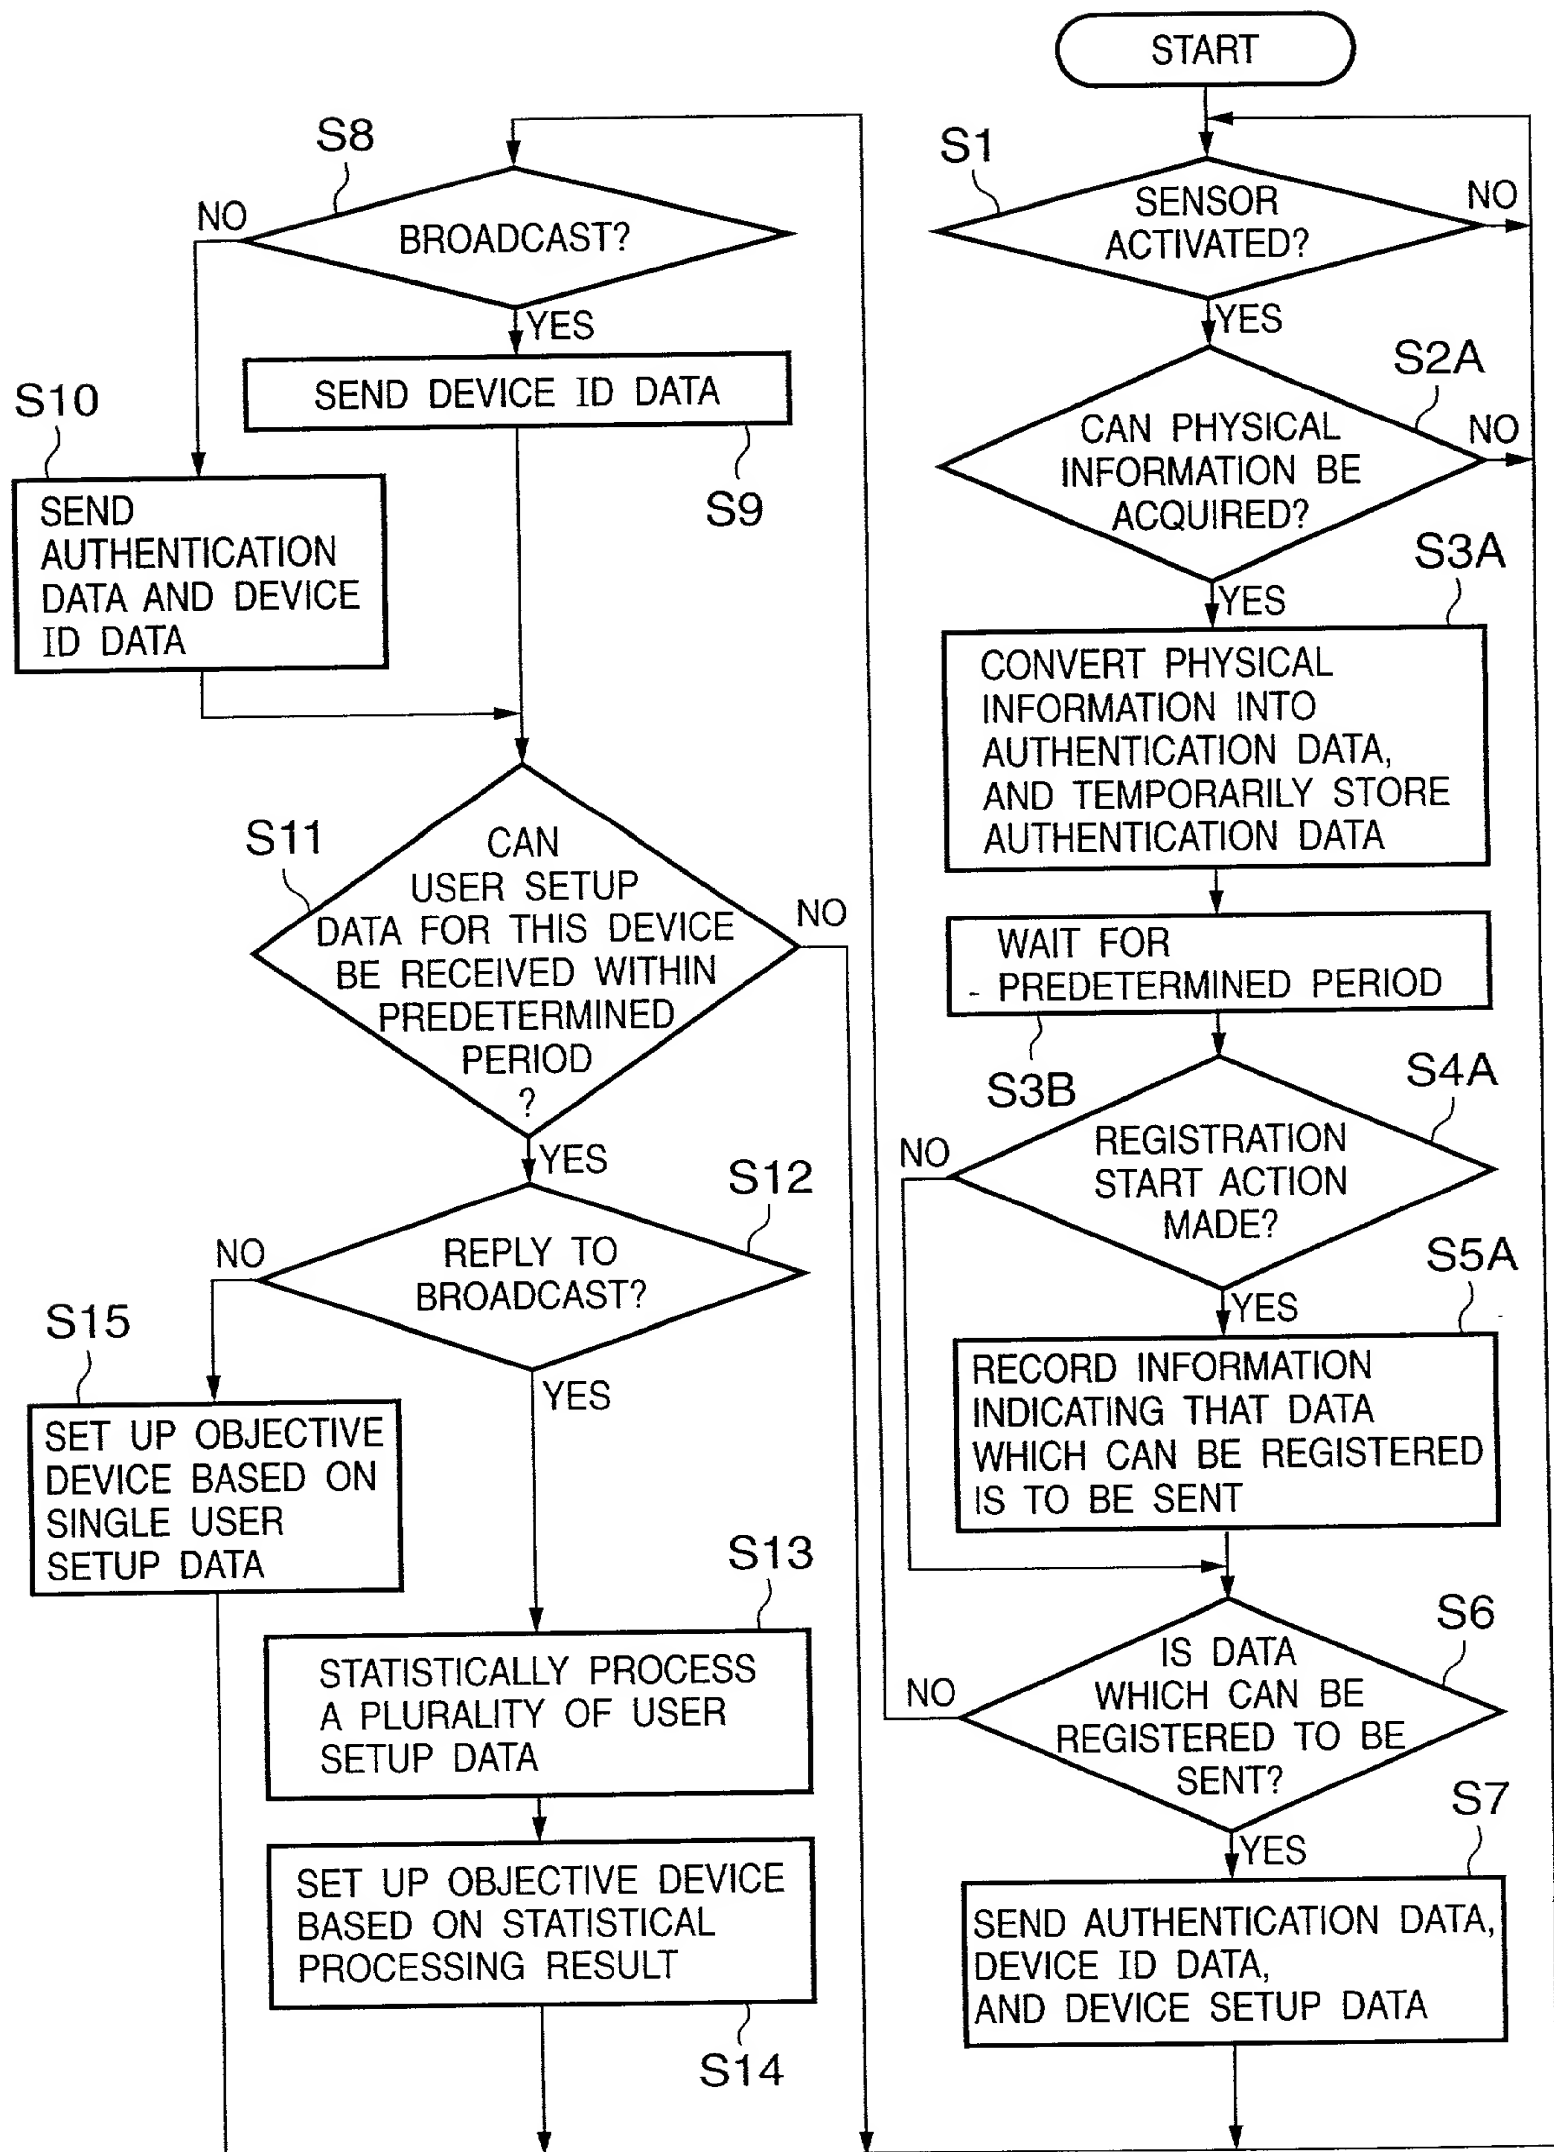 START
S1
SENSOR
ACTIVATED?
NO
YES
S2A
CAN PHYSICAL
INFORMATION BE
ACQUIRED?
NO
YES
S3A
CONVERT PHYSICAL
INFORMATION INTO
AUTHENTICATION DATA,
AND TEMPORARILY STORE
AUTHENTICATION DATA
WAIT FOR
PREDETERMINED PERIOD
S3B
S4A
REGISTRATION
START ACTION
MADE?
NO
YES
S5A
RECORD INFORMATION
INDICATING THAT DATA
WHICH CAN BE REGISTERED
IS TO BE SENT
S6
IS DATA
WHICH CAN BE
REGISTERED TO BE
SENT?
NO
YES
S7
SEND AUTHENTICATION DATA,
DEVICE ID DATA,
AND DEVICE SETUP DATA
S8
BROADCAST?
NO
YES
SEND DEVICE ID DATA
S9
S10
SEND
AUTHENTICATION
DATA AND DEVICE
ID DATA
S11
CAN
USER SETUP
DATA FOR THIS DEVICE
BE RECEIVED WITHIN
PREDETERMINED
PERIOD
?
NO
YES
S12
REPLY TO
BROADCAST?
NO
YES
S15
SET UP OBJECTIVE
DEVICE BASED ON
SINGLE USER
SETUP DATA
S13
STATISTICALLY PROCESS
A PLURALITY OF USER
SETUP DATA
SET UP OBJECTIVE DEVICE
BASED ON STATISTICAL
PROCESSING RESULT
S14